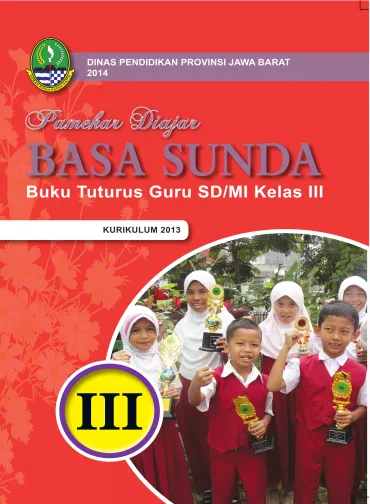 DINAS PENDIDIKAN PROVINSI JAWA BARAT
2014
Pamekar Diajar
BASA SUNDA
Buku Tuturus Guru SD/MI Kelas III
KURIKULUM 2013
III